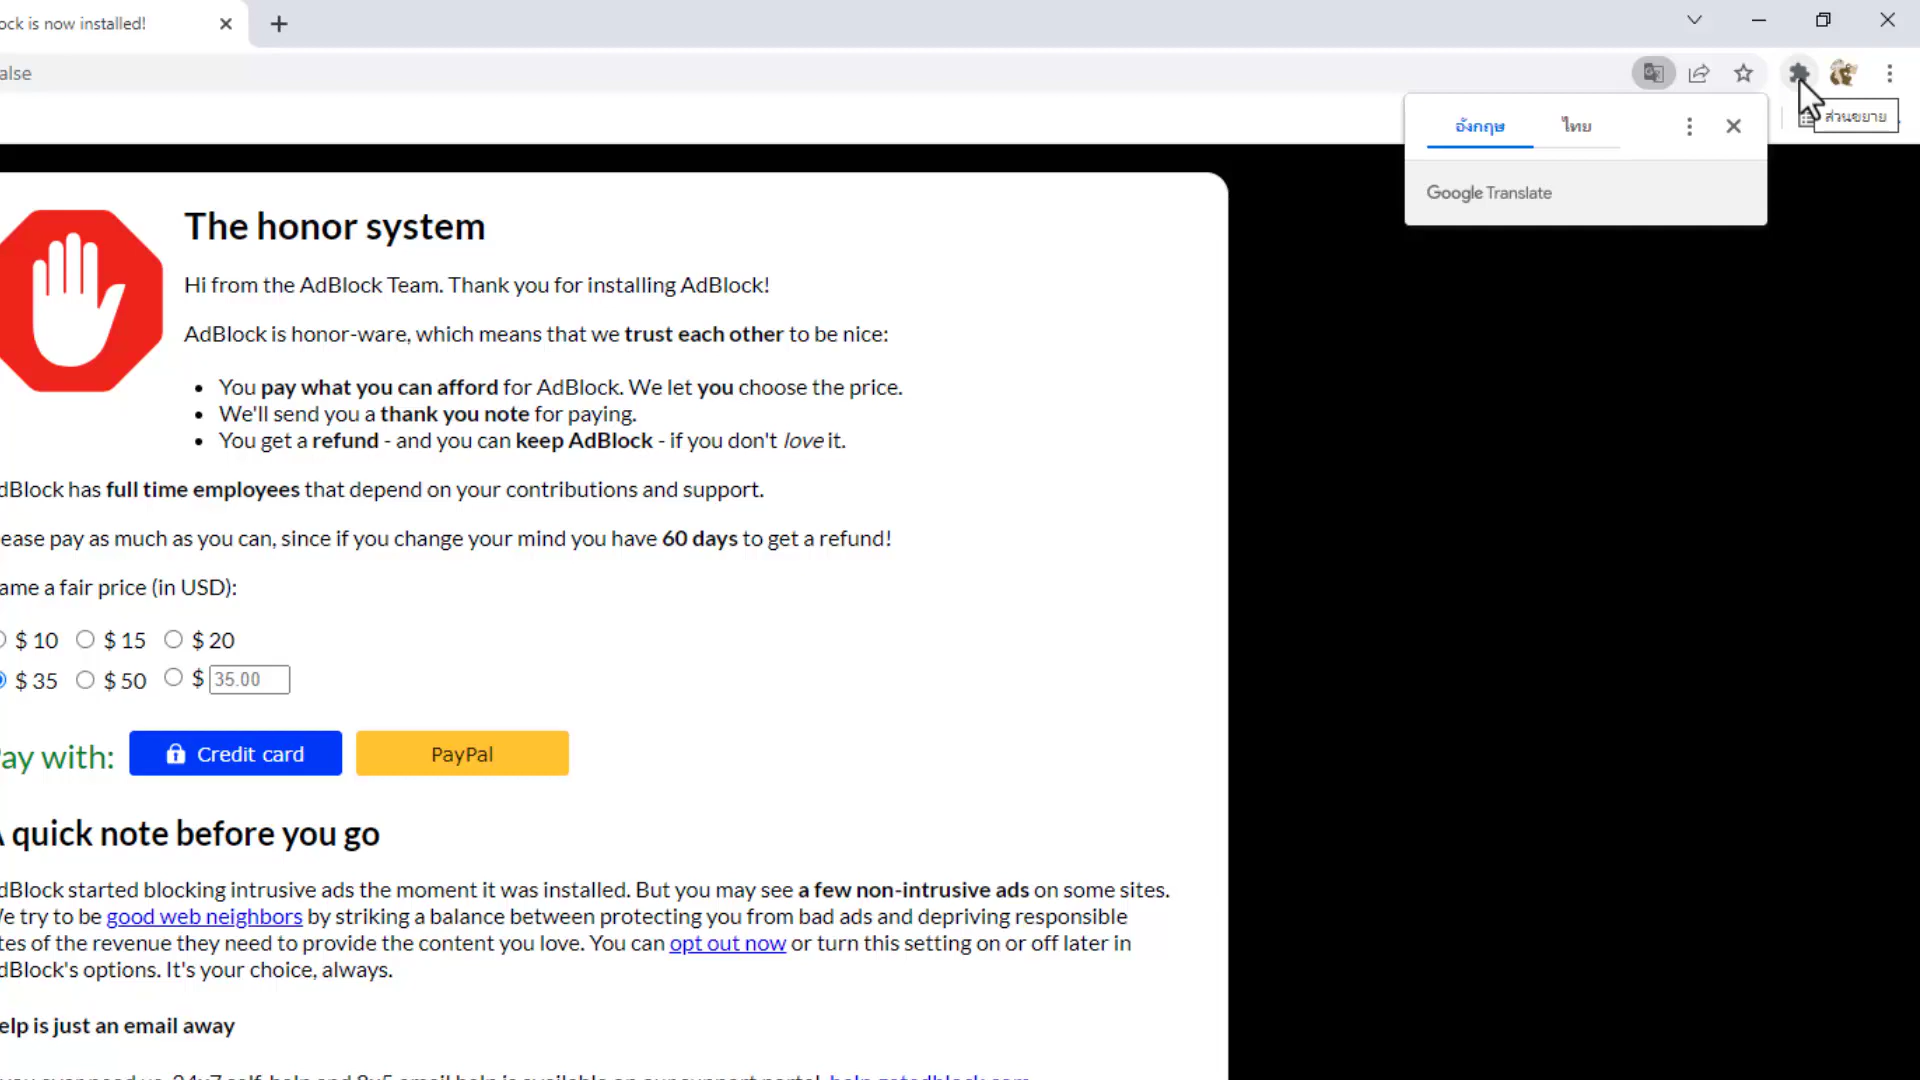 ock is now installed!
alse
ส่วนขยาย
อังกฤษ ไทย
Google Translate
The honor system
Hi from the AdBlock Team. Thank you for installing AdBlock!
AdBlock is honor-ware, which means that we trust each other to be nice:
You pay what you can afford for AdBlock. We let you choose the price.
We'll send you a thank you note for paying.
You get a refund - and you can keep AdBlock - if you don't love it.
dBlock has full time employees that depend on your contributions and support.
ease pay as much as you can, since if you change your mind you have 60 days to get a refund!
ame a fair price (in USD):
$ 10 $ 15 $ 20
$ 35 $ 50 $ 35.00
ay with: Credit card PayPal
A quick note before you go
dBlock started blocking intrusive ads the moment it was installed. But you may see a few non-intrusive ads on some sites.
We try to be good web neighbors by striking a balance between protecting you from bad ads and depriving responsible
tes of the revenue they need to provide the content you love. You can opt out now or turn this setting on or off later in
dBlock's options. It's your choice, always.
elp is just an email away